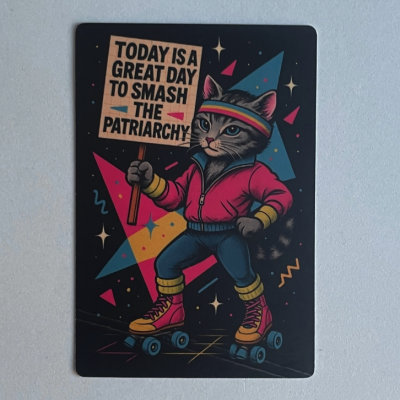 TODAY IS A
GREAT DAY
TO SMASH
THE
PATRIARCHY